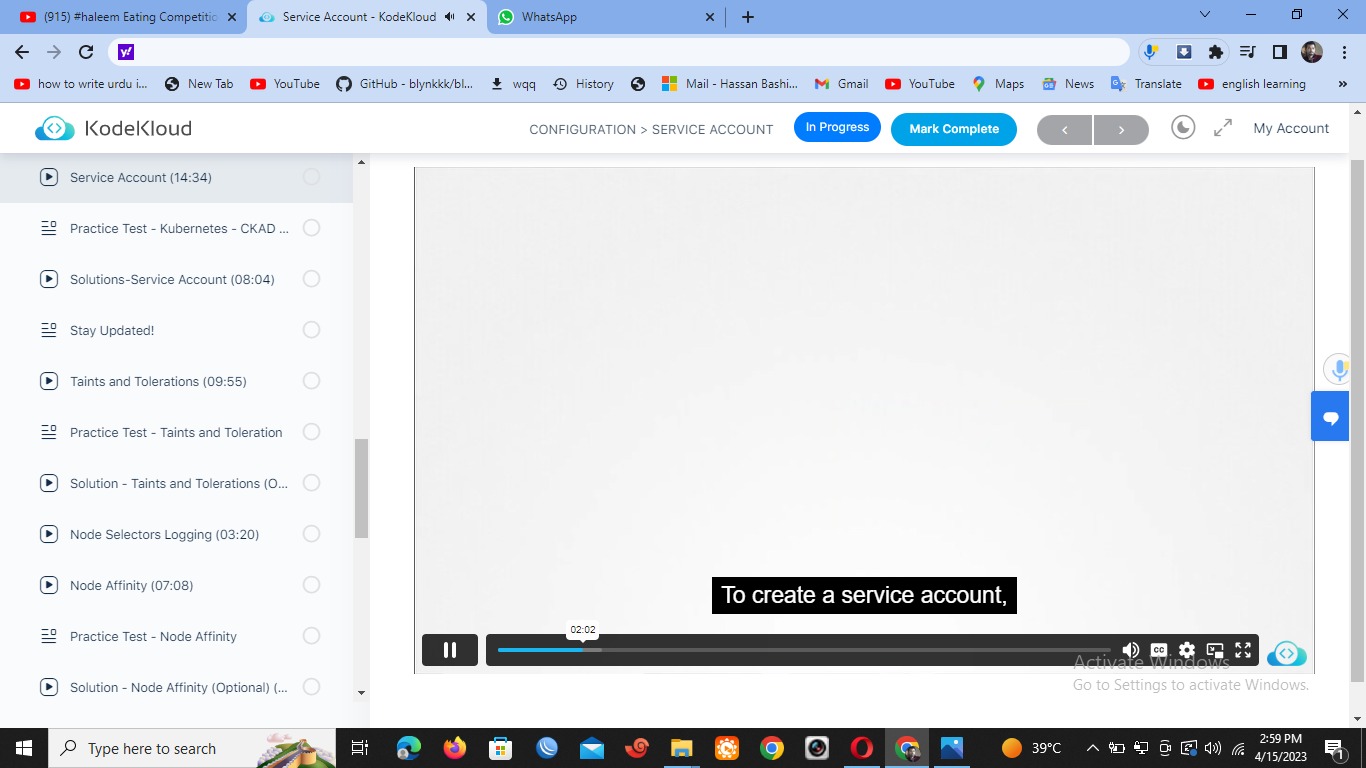 (915) #haleem Eating Competitio
Service Account - KodeKloud
WhatsApp
how to write urdu i...
New Tab
YouTube
GitHub - blynkkk/bl...
wqq
History
Mail - Hassan Bashi...
Gmail
YouTube
Maps
News
Translate
english learning
»
KodeKloud
CONFIGURATION > SERVICE ACCOUNT
In Progress
Mark Complete
My Account
Service Account (14:34)
Practice Test - Kubernetes - CKAD ...
Solutions-Service Account (08:04)
Stay Updated!
Taints and Tolerations (09:55)
Practice Test - Taints and Toleration
Solution - Taints and Tolerations (O...
Node Selectors Logging (03:20)
Node Affinity (07:08)
Practice Test - Node Affinity
Solution - Node Affinity (Optional) (...
To create a service account,
02:02
CC
Activate Windows
Go to Settings to activate Windows.
Type here to search
39°C
2:59 PM
4/15/2023
1